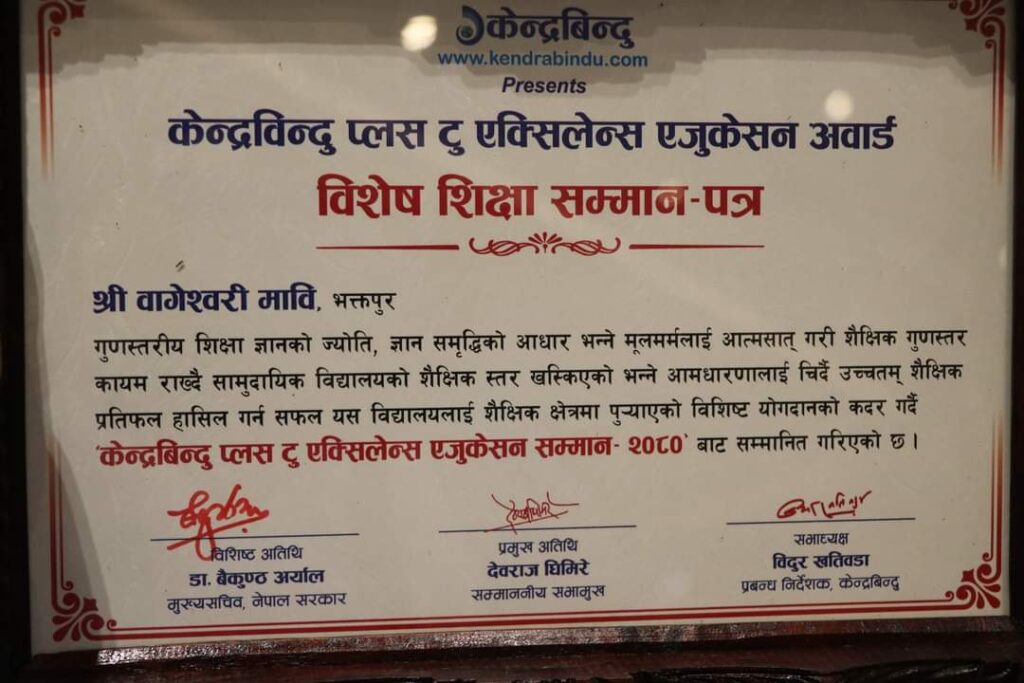 केन्द्रबिन्दु
www.kendrabindu.com
Presents
केन्द्रविन्दु प्लस टु एक्सिलेन्स एजुकेसन अवार्ड
विशेष शिक्षा सम्मान-पत्र
श्री वागेश्वरी मावि, भक्तपुर
गुणस्तरीय शिक्षा ज्ञानको ज्योति, ज्ञान समृद्धिको आधार भन्ने मूलमर्मलाई आत्मसात् गरी शैक्षिक गुणस्तर
कायम राख्दै सामुदायिक विद्यालयको शैक्षिक स्तर खस्किएको भन्ने आमधारणालाई चिर्दै उच्चतम् शैक्षिक
प्रतिफल हासिल गर्न सफल यस विद्यालयलाई शैक्षिक क्षेत्रमा पुऱ्याएको विशिष्ट योगदानको कदर गर्दै
'केन्द्रबिन्दु प्लस टु एक्सिलेन्स एजुकेसन सम्मान- २०८०' बाट सम्मानित गरिएको छ ।
विशिष्ट अतिथि
डा. बैकुण्ठ अर्याल
मुख्यसचिव, नेपाल सरकार
प्रमुख अतिथि
देवराज घिमिरे
सम्माननीय सभामुख
सभाध्यक्ष
विदुर खतिवडा
प्रबन्ध निर्देशक, केन्द्रबिन्दु